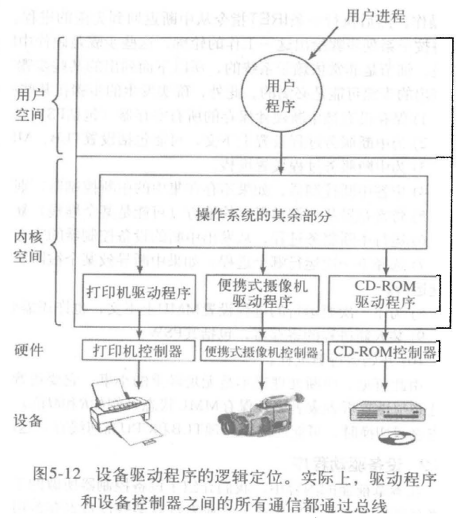 用户进程
用户
空间
用户
程序
内核
空间
操作系统的其余部分
打印机驱动程序
便携式摄像机
驱动程序
CD-ROM
驱动程序
硬件
打印机控制器
便携式摄像机控制器
CD-ROM控制器
设备
图5-12 设备驱动程序的逻辑定位。实际上，驱动程序
和设备控制器之间的所有通信都通过总线